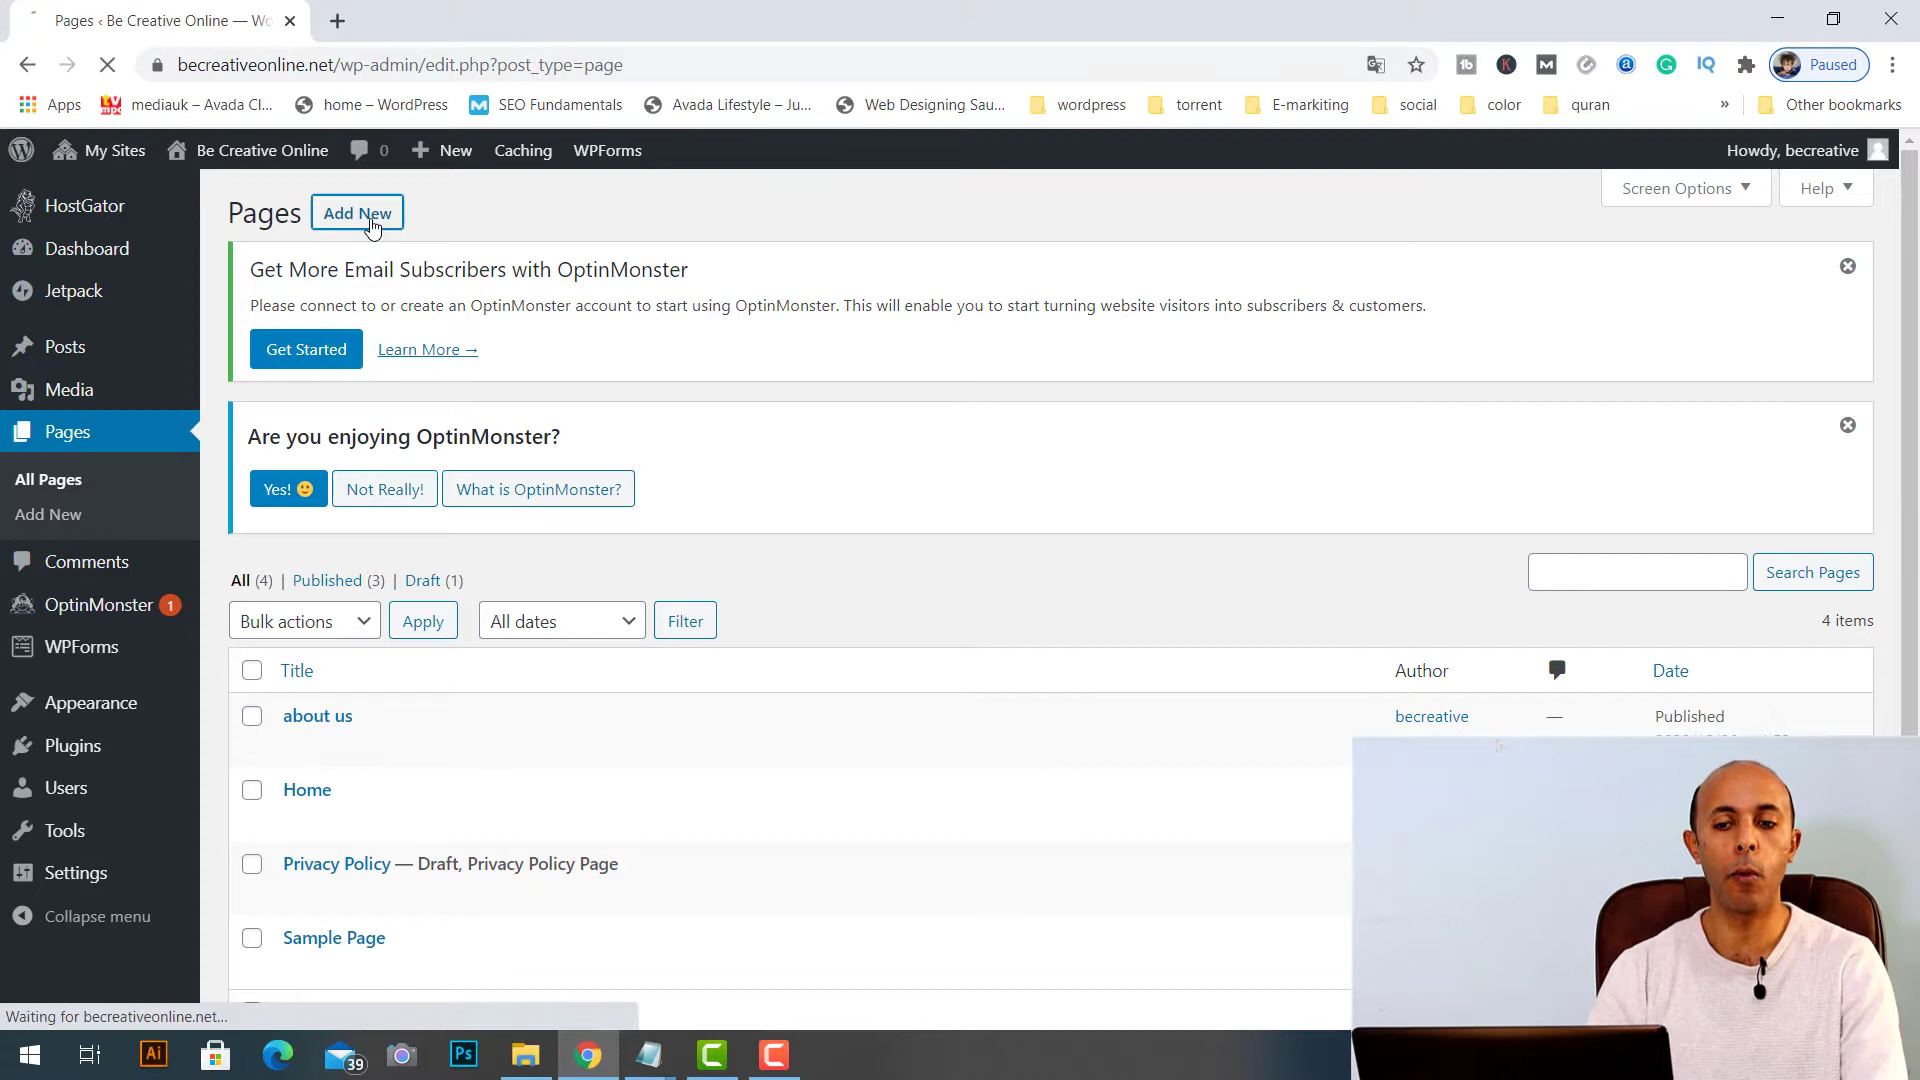 Pages ‹ Be Creative Online — Wo
becreativeonline.net/wp-admin/edit.php?post_type=page
Paused
Apps
mediauk – Avada Cl...
home – WordPress
SEO Fundamentals
Avada Lifestyle – Ju...
Web Designing Sau...
wordpress
torrent
E-markiting
social
color
quran
»
Other bookmarks
My Sites
Be Creative Online
0
New
Caching
WPForms
Howdy, becreative
HostGator
Dashboard
Jetpack
Posts
Media
Pages
All Pages
Add New
Comments
OptinMonster 1
WPForms
Appearance
Plugins
Users
Tools
Settings
Collapse menu
Screen Options
Help
Pages
Add New
Get More Email Subscribers with OptinMonster
Please connect to or create an OptinMonster account to start using OptinMonster. This will enable you to start turning website visitors into subscribers & customers.
Get Started
Learn More →
Are you enjoying OptinMonster?
Yes! 🙂
Not Really!
What is OptinMonster?
All (4) | Published (3) | Draft (1)
Search Pages
Bulk actions
Apply
All dates
Filter
4 items
Title
Author
Date
about us
becreative
—
Published
Home
Privacy Policy — Draft, Privacy Policy Page
Sample Page
Waiting for becreativeonline.net...
Ai
39
Ps